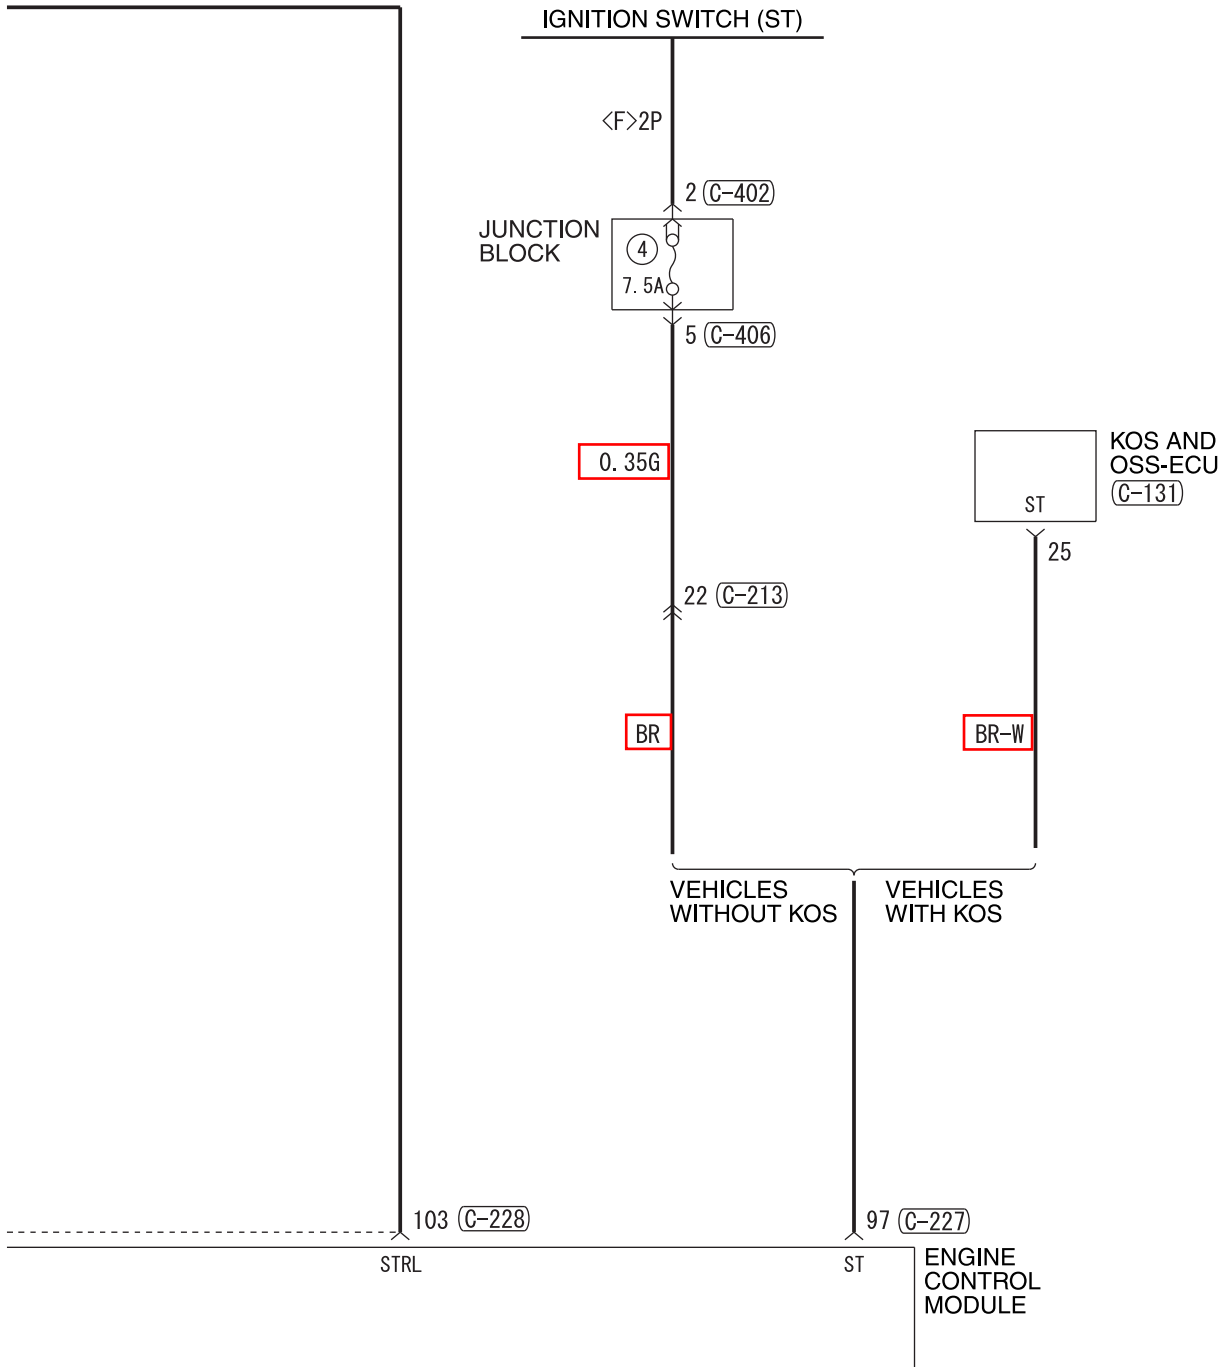 IGNITION SWITCH (ST)
<F>2P
2 (C-402)
JUNCTION
BLOCK
4
7.5A
5 (C-406)
0.35G
KOS AND
OSS-ECU
(C-131)
ST
25
22 (C-213)
BR
BR-W
VEHICLES
WITHOUT KOS
VEHICLES
WITH KOS
103 (C-228)
97 (C-227)
STRL
ST
ENGINE
CONTROL
MODULE